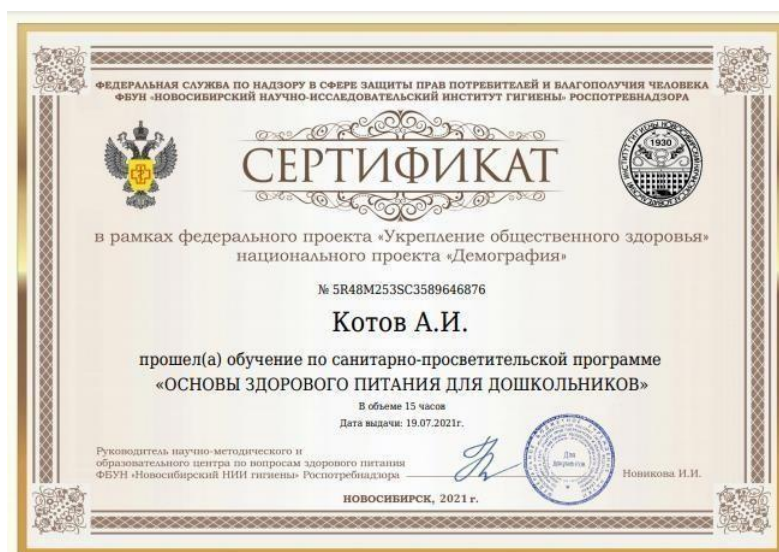 ФЕДЕРАЛЬНАЯ СЛУЖБА ПО НАДЗОРУ В СФЕРЕ ЗАЩИТЫ ПРАВ ПОТРЕБИТЕЛЕЙ И БЛАГОПОЛУЧИЯ ЧЕЛОВЕКА
ФБУН «НОВОСИБИРСКИЙ НАУЧНО-ИССЛЕДОВАТЕЛЬСКИЙ ИНСТИТУТ ГИГИЕНЫ» РОСПОТРЕБНАДЗОРА
СЕРТИФИКАТ
1930
в рамках федерального проекта «Укрепление общественного здоровья»
национального проекта «Демография»
№ 5R48M253SC3589646876
Котов А.И.
прошел(а) обучение по санитарно-просветительской программе
«ОСНОВЫ ЗДОРОВОГО ПИТАНИЯ ДЛЯ ДОШКОЛЬНИКОВ»
В объеме 15 часов
Дата выдачи: 19.07.2021г.
Руководитель научно-методического и
образовательного центра по вопросам здорового питания
ФБУН «Новосибирский НИИ гигиены» Роспотребнадзора
Для
документов
Новикова И.И.
НОВОСИБИРСК, 2021 г.